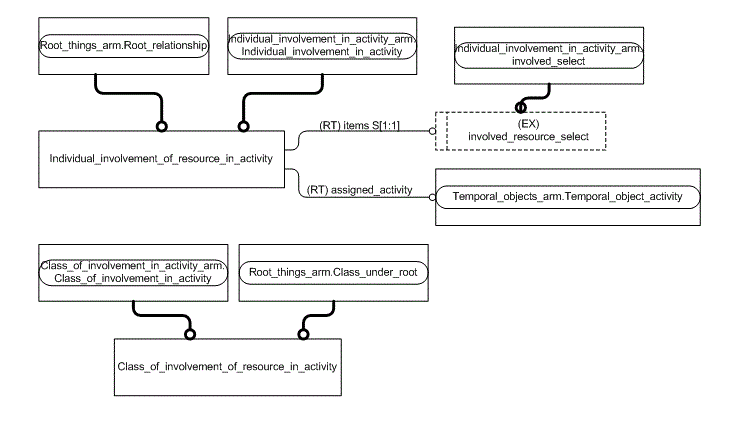 Root_things_arm.Root_relationship
Individual_involvement_in_activity_arm.
Individual_involvement_in_activity
Individual_involvement_in_activity_arm.
involved_select
(RT) items S[1:1]
(EX)
involved_resource_select
Individual_involvement_of_resource_in_activity
(RT) assigned_activity
Temporal_objects_arm.Temporal_object_activity
Class_of_involvement_in_activity_arm.
Class_of_involvement_in_activity
Root_things_arm.Class_under_root
Class_of_involvement_of_resource_in_activity